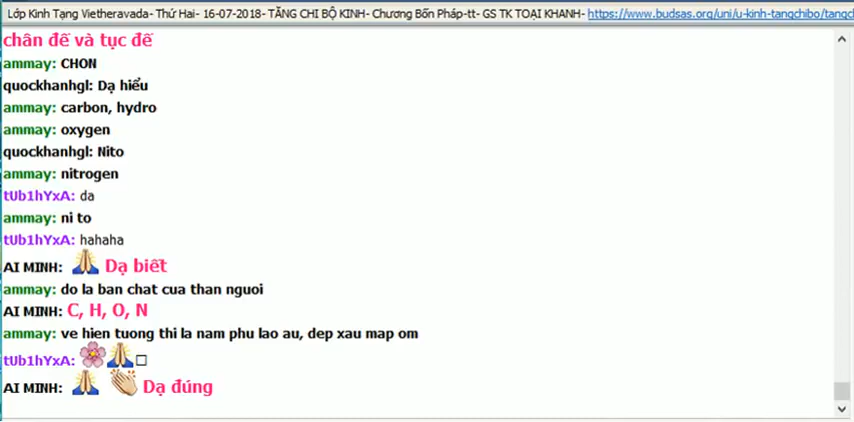 Lớp Kinh Tạng Vietheravada- Thứ Hai- 16-07-2018- TĂNG CHI BỘ KINH- Chương Bốn Pháp-tt- GS TK TOẠI KHANH- https://www.budsas.org/uni/u-kinh-tangchibo/tangc
chân đế và tục đế
ammay: CHON
quockhanhgl: Dạ hiểu
ammay: carbon, hydro
ammay: oxygen
quockhanhgl: Nito
ammay: nitrogen
tUb1hYxA: da
ammay: ni to
tUb1hYxA: hahaha
AI MINH: 🙏 Dạ biết
ammay: do la ban chat cua than nguoi
AI MINH: C, H, O, N
ammay: ve hien tuong thi la nam phu lao au, dep xau map om
tUb1hYxA: 🌸🙏□
AI MINH: 🙏 👏 Dạ đúng